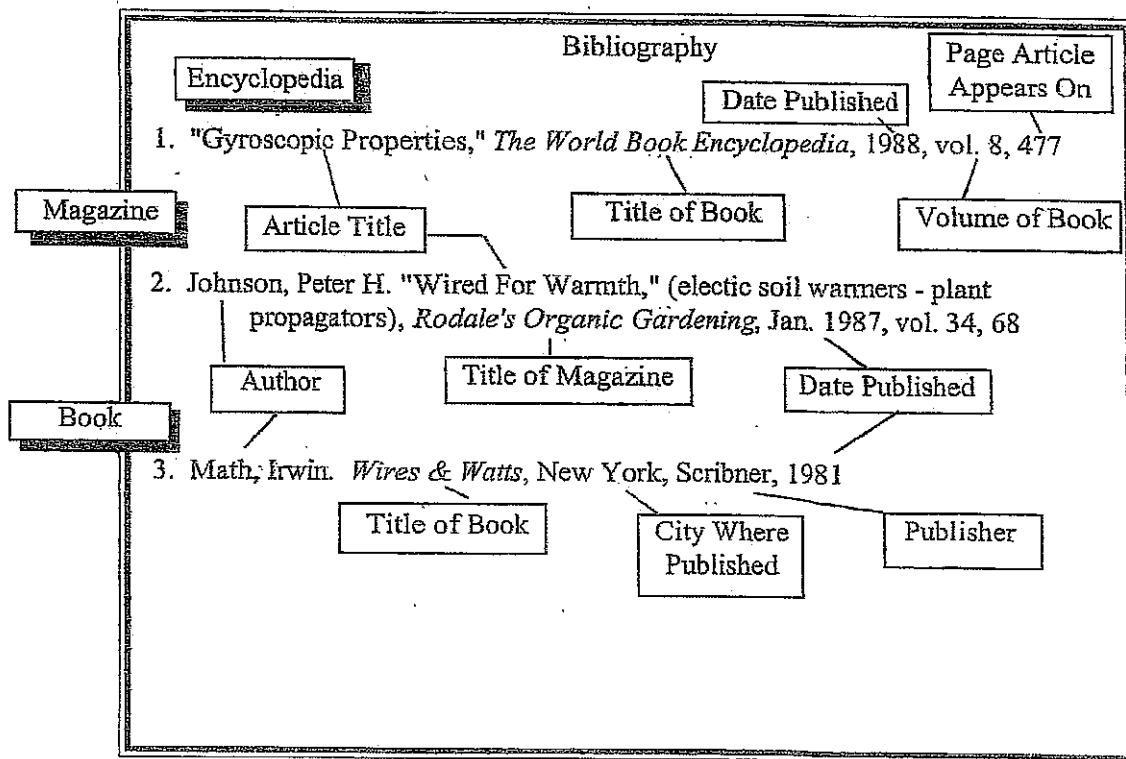 Bibliography
Page Article
Appears On
Encyclopedia
Date Published
1. "Gyroscopic Properties," The World Book Encyclopedia, 1988, vol. 8, 477
Magazine
Article Title
Title of Book
Volume of Book
2. Johnson, Peter H. "Wired For Warmth," (electic soil warmers - plant
propagators), Rodale's Organic Gardening, Jan. 1987, vol. 34, 68
Author
Title of Magazine
Date Published
Book
3. Math, Irwin. Wires & Watts, New York, Scribner, 1981
Title of Book
City Where
Published
Publisher